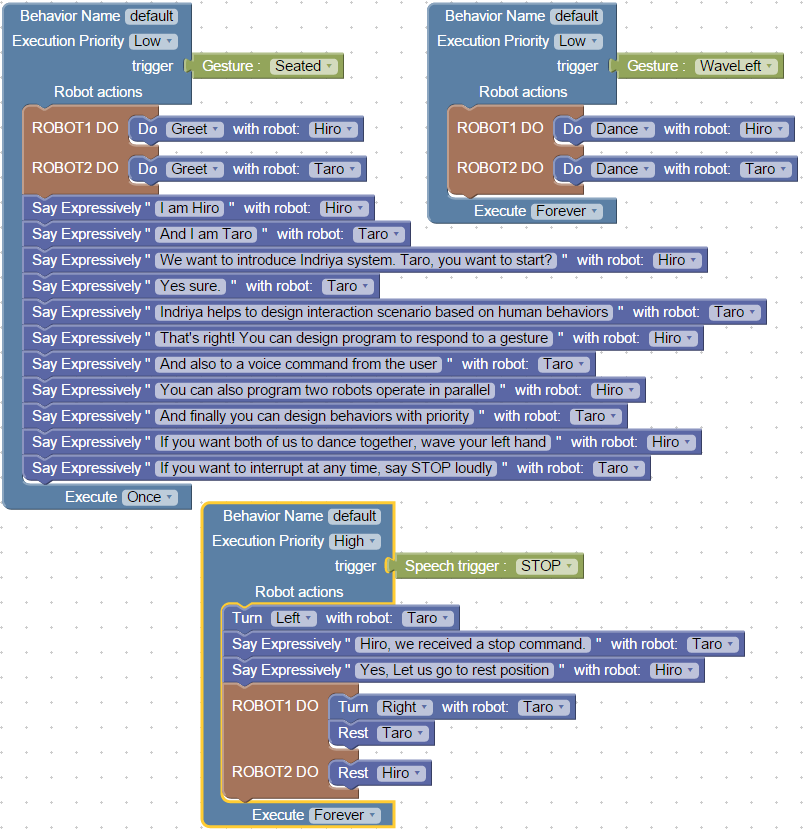 Behavior Name default
Execution Priority Low
trigger Gesture : Seated
Robot actions
ROBOT1 DO Do Greet with robot: Hiro
ROBOT2 DO Do Greet with robot: Taro
Say Expressively " I am Hiro " with robot: Hiro
Say Expressively " And I am Taro " with robot: Taro
Say Expressively " We want to introduce Indriya system. Taro, you want to start? " with robot: Hiro
Say Expressively " Yes sure. " with robot: Taro
Say Expressively " Indriya helps to design interaction scenario based on human behaviors " with robot: Taro
Say Expressively " That's right! You can design program to respond to a gesture " with robot: Hiro
Say Expressively " And also to a voice command from the user " with robot: Taro
Say Expressively " You can also program two robots operate in parallel " with robot: Hiro
Say Expressively " And finally you can design behaviors with priority " with robot: Taro
Say Expressively " If you want both of us to dance together, wave your left hand " with robot: Hiro
Say Expressively " If you want to interrupt at any time, say STOP loudly " with robot: Taro
Execute Once
Behavior Name default
Execution Priority Low
trigger Gesture : WaveLeft
Robot actions
ROBOT1 DO Do Dance with robot: Hiro
ROBOT2 DO Do Dance with robot: Taro
Execute Forever
Behavior Name default
Execution Priority High
trigger Speech trigger : STOP
Robot actions
Turn Left with robot: Taro
Say Expressively " Hiro, we received a stop command. " with robot: Taro
Say Expressively " Yes, Let us go to rest position " with robot: Hiro
ROBOT1 DO Turn Right with robot: Taro
Rest Taro
ROBOT2 DO Rest Hiro
Execute Forever